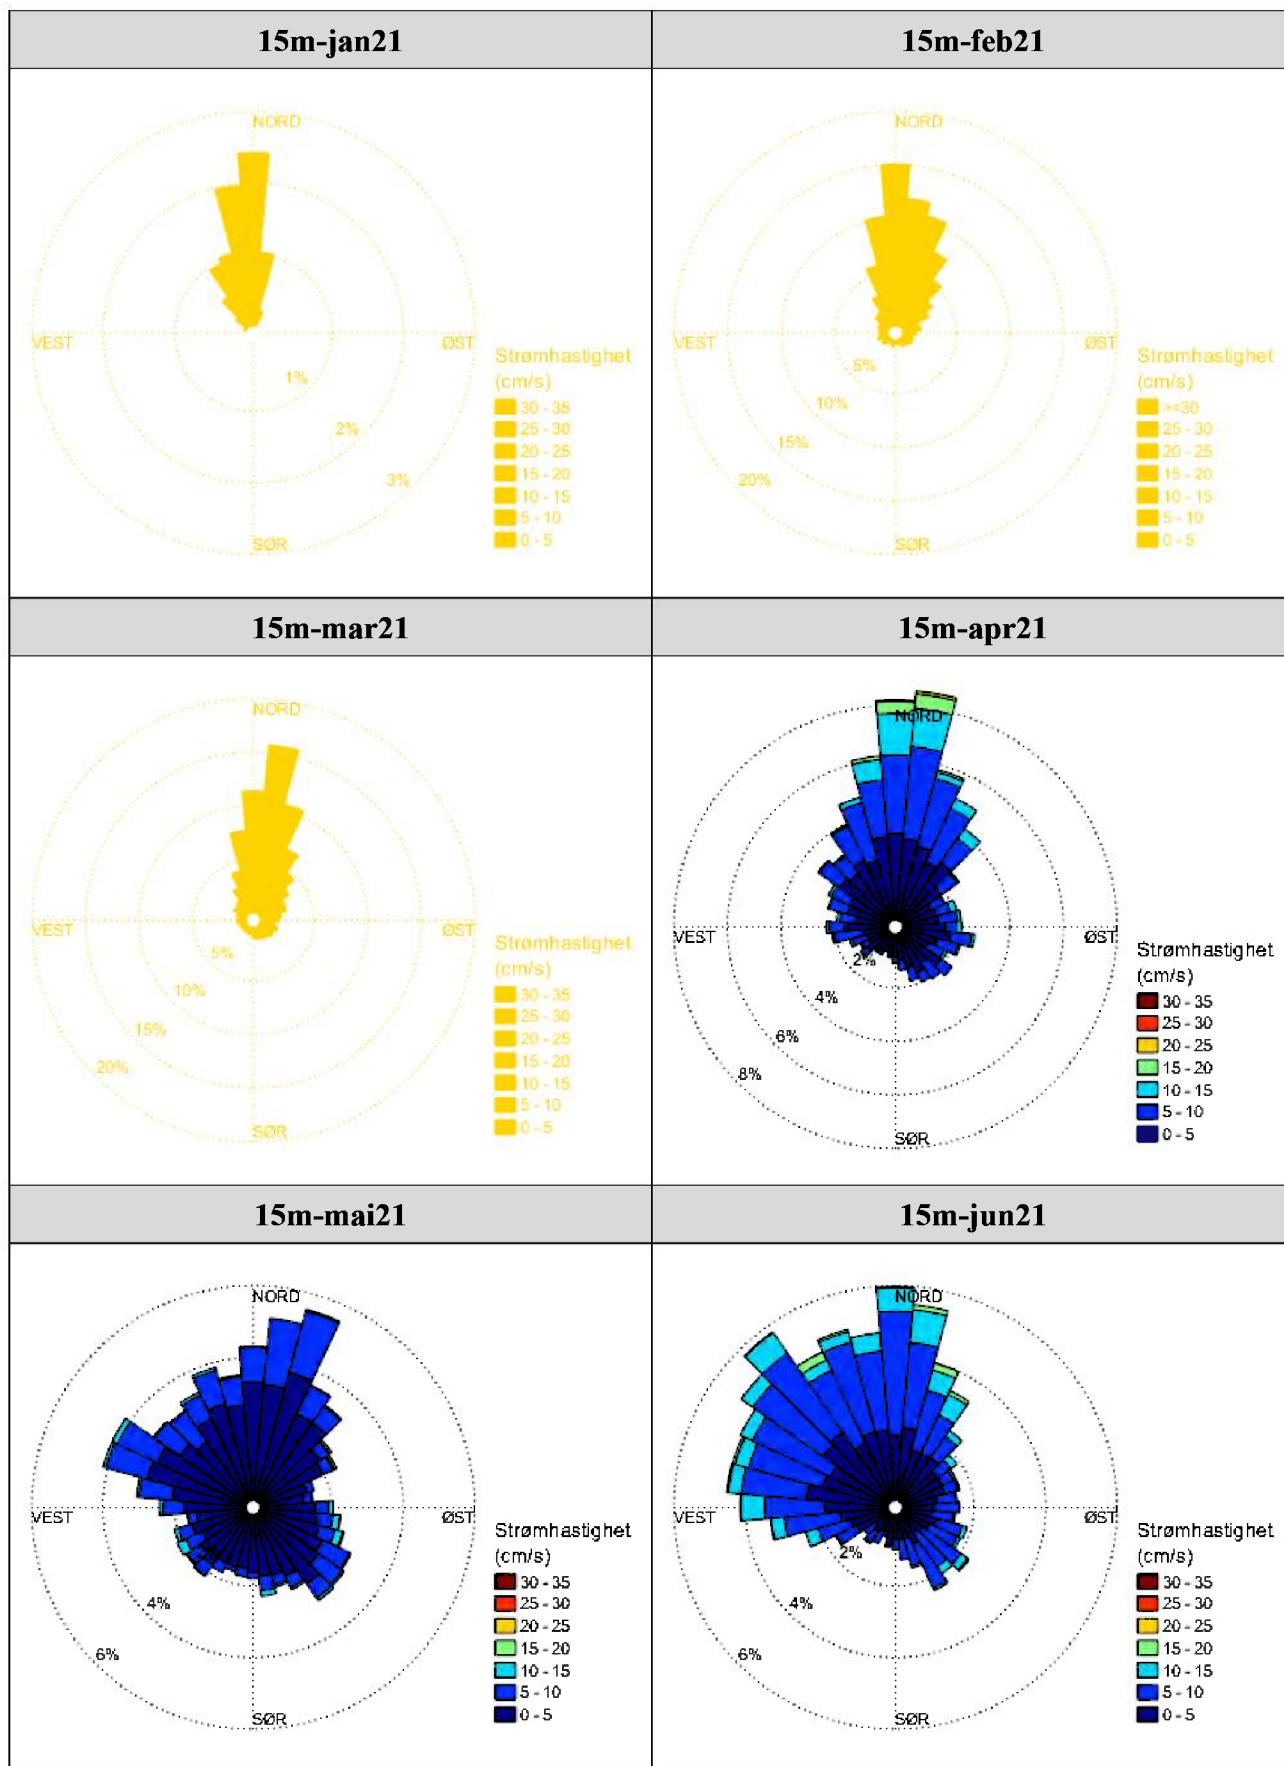 15m-jan21
15m-feb21
NORD
VEST
ØST
SØR
1%
2%
3%
Strømhastighet
(cm/s)
30 - 35
25 - 30
20 - 25
15 - 20
10 - 15
5 - 10
0 - 5
NORD
VEST
ØST
SØR
5%
10%
15%
20%
Strømhastighet
(cm/s)
>=30
25 - 30
20 - 25
15 - 20
10 - 15
5 - 10
0 - 5
15m-mar21
15m-apr21
NORD
VEST
ØST
SØR
5%
10%
15%
20%
Strømhastighet
(cm/s)
30 - 35
25 - 30
20 - 25
15 - 20
10 - 15
5 - 10
0 - 5
NORD
VEST
ØST
SØR
2%
4%
6%
8%
Strømhastighet
(cm/s)
30 - 35
25 - 30
20 - 25
15 - 20
10 - 15
5 - 10
0 - 5
15m-mai21
15m-jun21
NORD
VEST
ØST
SØR
4%
6%
Strømhastighet
(cm/s)
30 - 35
25 - 30
20 - 25
15 - 20
10 - 15
5 - 10
0 - 5
NORD
VEST
ØST
SØR
2%
4%
6%
Strømhastighet
(cm/s)
30 - 35
25 - 30
20 - 25
15 - 20
10 - 15
5 - 10
0 - 5